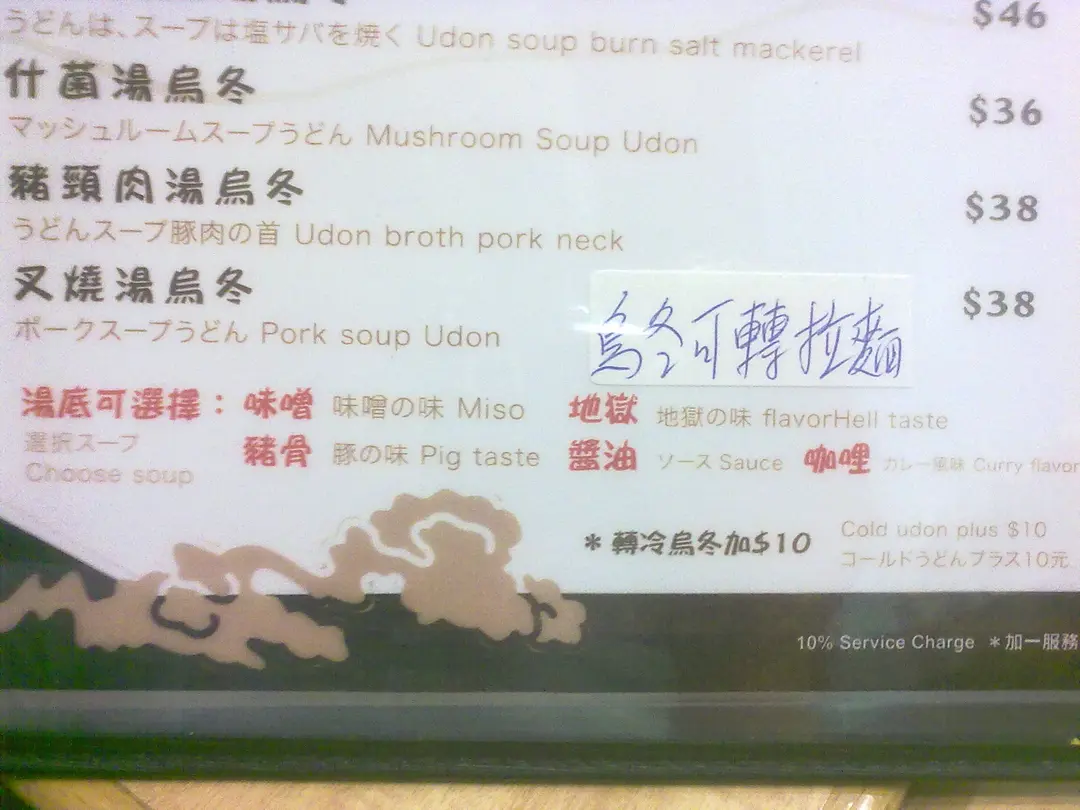 うどんは、スープは塩サバを焼く Udon soup burn salt mackerel $46
什菌湯烏冬
マッシュルームスープうどん Mushroom Soup Udon $36
豬頸肉湯烏冬
うどんスープ豚肉の首 Udon broth pork neck $38
叉燒湯烏冬
ポークスープうどん Pork soup Udon $38
烏冬可轉拉麵
湯底可選擇： 味噌 味噌の味 Miso 地獄 地獄の味 flavorHell taste
選択スープ
Choose soup
豬骨 豚の味 Pig taste 醬油 ソース Sauce 咖哩 カレー風味 Curry flavor
＊轉冷烏冬加$10
Cold udon plus $10
コールドうどんプラス10元
10% Service Charge ＊加一服務